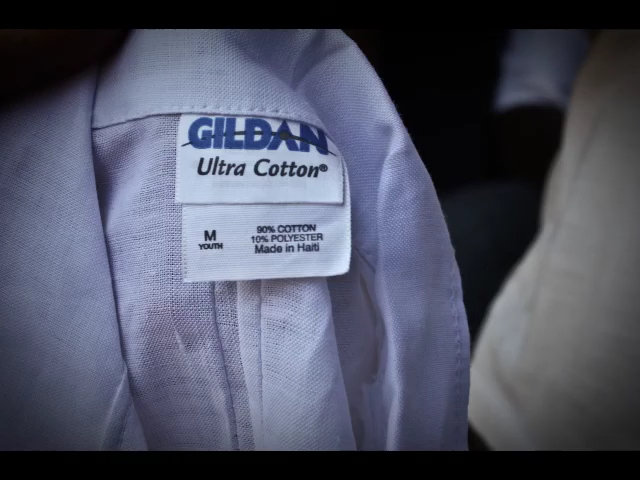 GILDAN
Ultra Cotton®
M
YOUTH
90% COTTON
10% POLYESTER
Made in Haiti